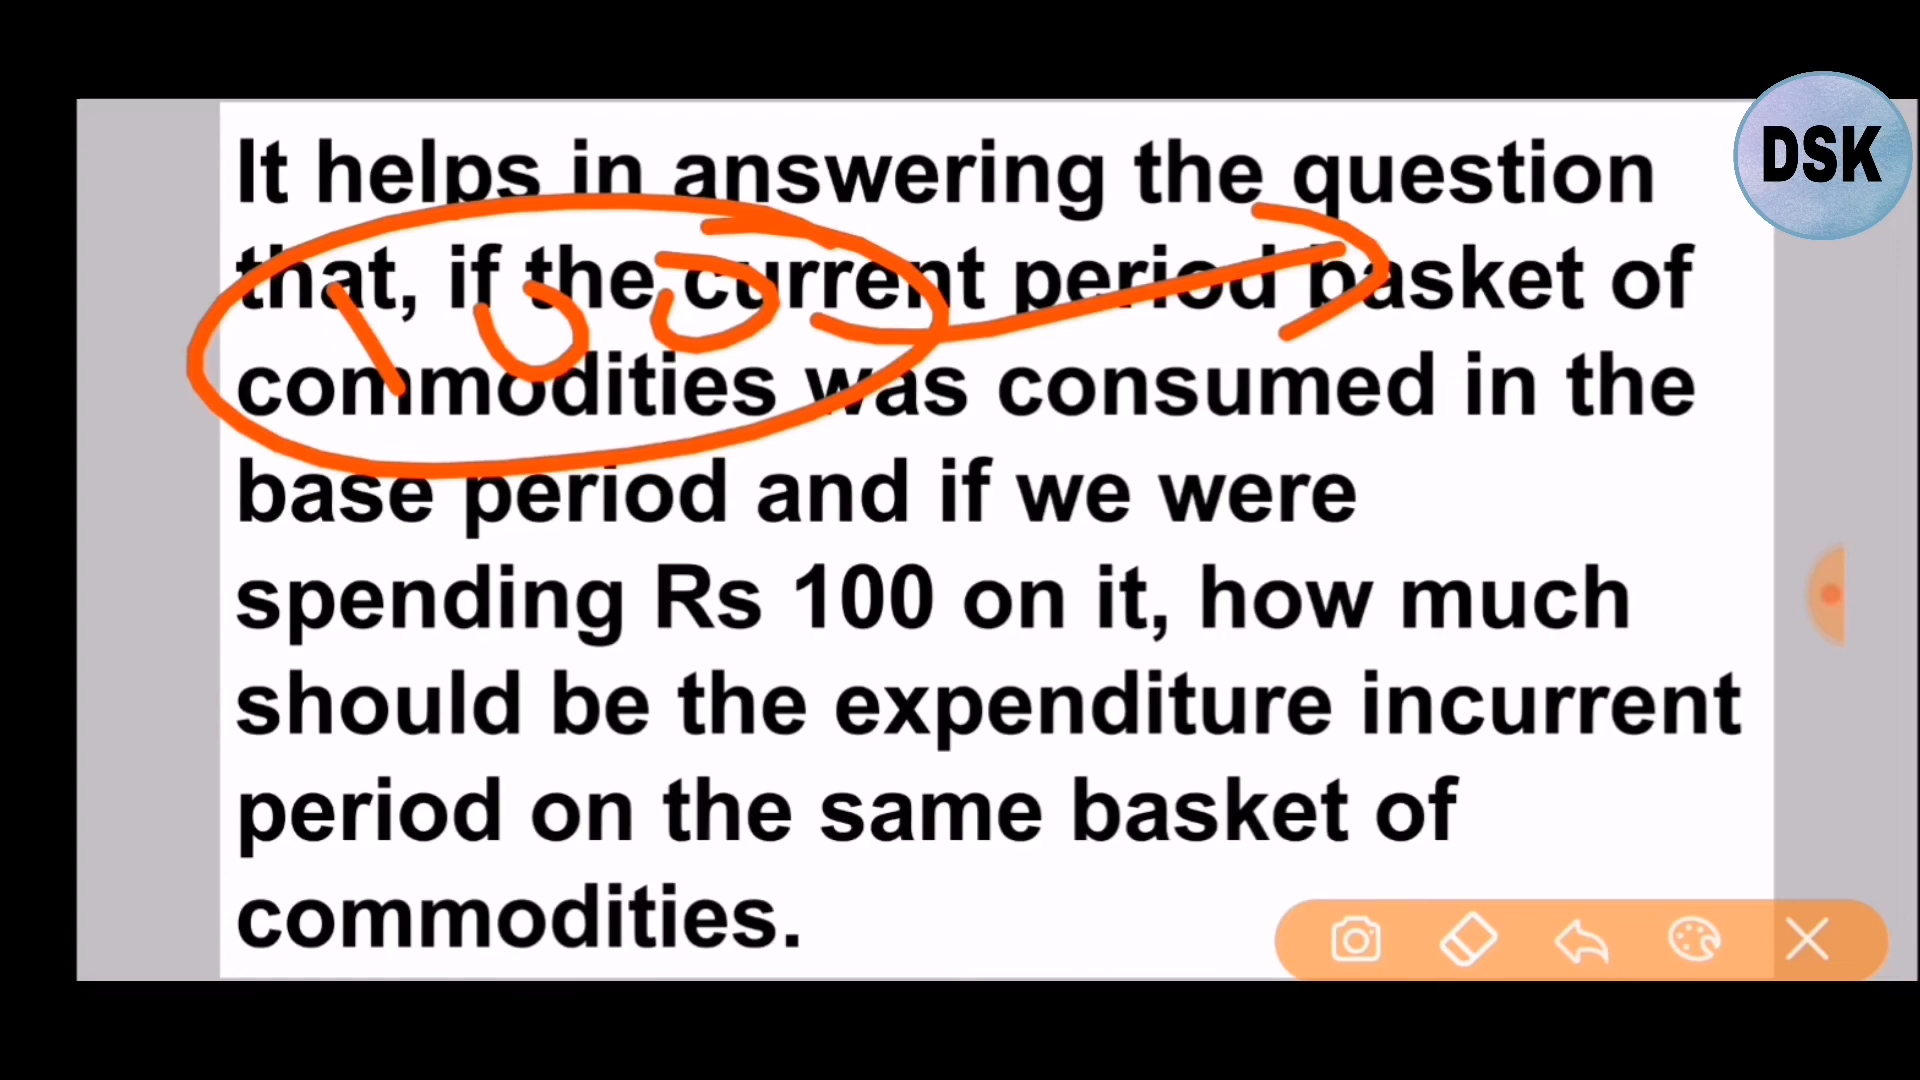 It helps in answering the question
that, if the current period basket of
commodities was consumed in the
base period and if we were
spending Rs 100 on it, how much
should be the expenditure incurrent
period on the same basket of
commodities.
100
DSK